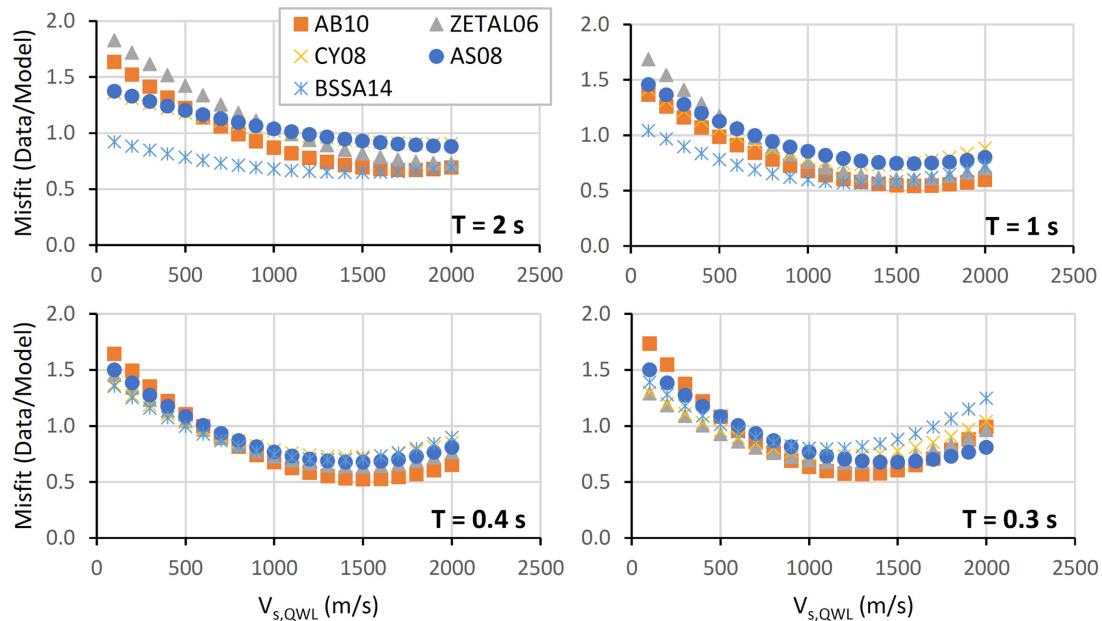 AB10 ZETAL06
CY08 AS08
BSSA14
Misfit (Data/Model)
2.0
1.5
1.0
0.5
0.0
T = 2 s
0 500 1000 1500 2000 2500
2.0
1.5
1.0
0.5
0.0
T = 1 s
0 500 1000 1500 2000 2500
Misfit (Data/Model)
2.0
1.5
1.0
0.5
0.0
T = 0.4 s
0 500 1000 1500 2000 2500
Vs,QWL (m/s)
2.0
1.5
1.0
0.5
0.0
T = 0.3 s
0 500 1000 1500 2000 2500
Vs,QWL (m/s)